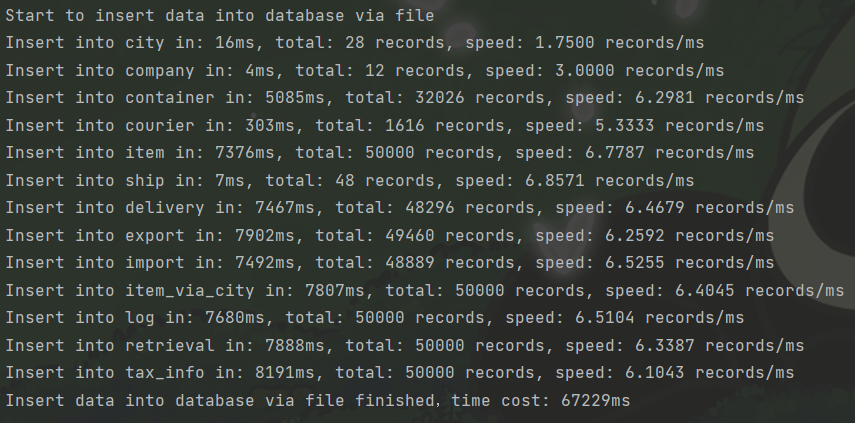 Start to insert data into database via file
Insert into city in: 16ms, total: 28 records, speed: 1.7500 records/ms
Insert into company in: 4ms, total: 12 records, speed: 3.0000 records/ms
Insert into container in: 5085ms, total: 32026 records, speed: 6.2981 records/ms
Insert into courier in: 303ms, total: 1616 records, speed: 5.3333 records/ms
Insert into item in: 7376ms, total: 50000 records, speed: 6.7787 records/ms
Insert into ship in: 7ms, total: 48 records, speed: 6.8571 records/ms
Insert into delivery in: 7467ms, total: 48296 records, speed: 6.4679 records/ms
Insert into export in: 7902ms, total: 49460 records, speed: 6.2592 records/ms
Insert into import in: 7492ms, total: 48889 records, speed: 6.5255 records/ms
Insert into item_via_city in: 7807ms, total: 50000 records, speed: 6.4045 records/ms
Insert into log in: 7680ms, total: 50000 records, speed: 6.5104 records/ms
Insert into retrieval in: 7888ms, total: 50000 records, speed: 6.3387 records/ms
Insert into tax_info in: 8191ms, total: 50000 records, speed: 6.1043 records/ms
Insert data into database via file finished, time cost: 67229ms